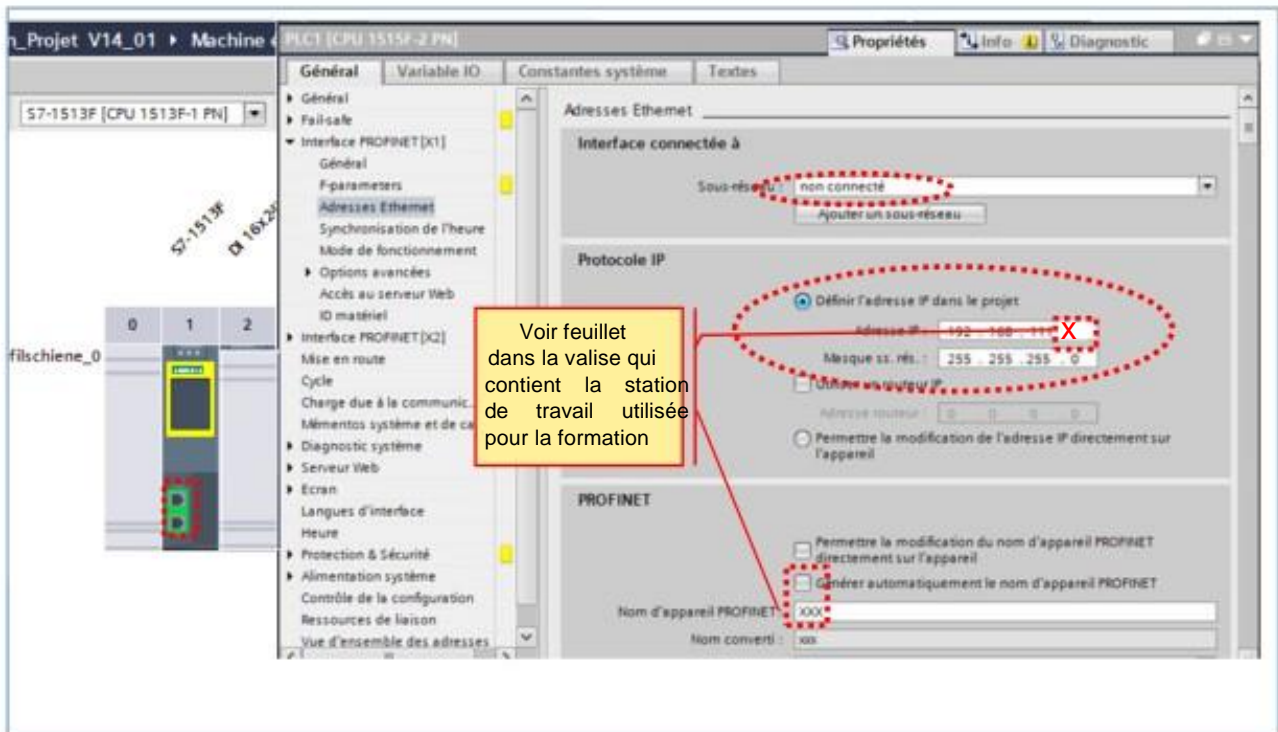 n_Projet V14_01 ▸ Machine
PLC1 [CPU 1515F-2 PN]
Propriétés
Info
Diagnostic
Général
Variable IO
Constantes système
Textes
S7-1513F [CPU 1513F-1 PN]
S7-1513F
DI 16x24
0
1
2
filschiene_0
SIEMENS
Général
Fail-safe
Interface PROFINET [X1]
Général
F-parameters
Adresses Ethernet
Synchronisation de l'heure
Mode de fonctionnement
Options avancées
Accès au serveur Web
ID matériel
Interface PROFINET [X2]
Mise en route
Cycle
Charge due à la communic...
Mémentos système et de ca
Diagnostic système
Serveur Web
Ecran
Langues d'interface
Heure
Protection & Sécurité
Alimentation système
Contrôle de la configuration
Ressources de liaison
Vue d'ensemble des adresses
Voir feuillet
dans la valise qui
contient la station
de travail utilisée
pour la formation
Adresses Ethernet
Interface connectée à
Sous-réseau : non connecté
Ajouter un sous-réseau
Protocole IP
Définir l'adresse IP dans le projet
Adresse IP : 192 . 168 . 111 X
Masque ss. rés. : 255 . 255 . 255 . 0
Utiliser un routeur IP
Adresse routeur : 0 . 0 . 0 . 0
Permettre la modification de l'adresse IP directement sur
l'appareil
PROFINET
Permettre la modification du nom d'appareil PROFINET
directement sur l'appareil
Générer automatiquement le nom d'appareil PROFINET
Nom d'appareil PROFINET XXX
Nom converti : xxx